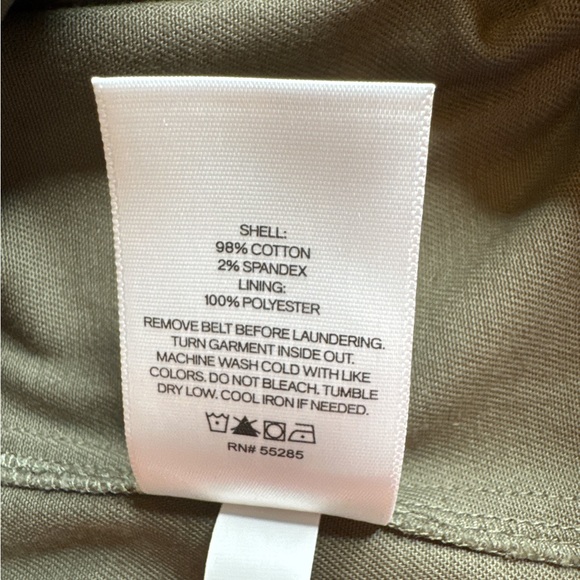 SHELL:
98% COTTON
2% SPANDEX
LINING:
100% POLYESTER
REMOVE BELT BEFORE LAUNDERING.
TURN GARMENT INSIDE OUT.
MACHINE WASH COLD WITH LIKE
COLORS. DO NOT BLEACH. TUMBLE
DRY LOW. COOL IRON IF NEEDED.
RN# 55285